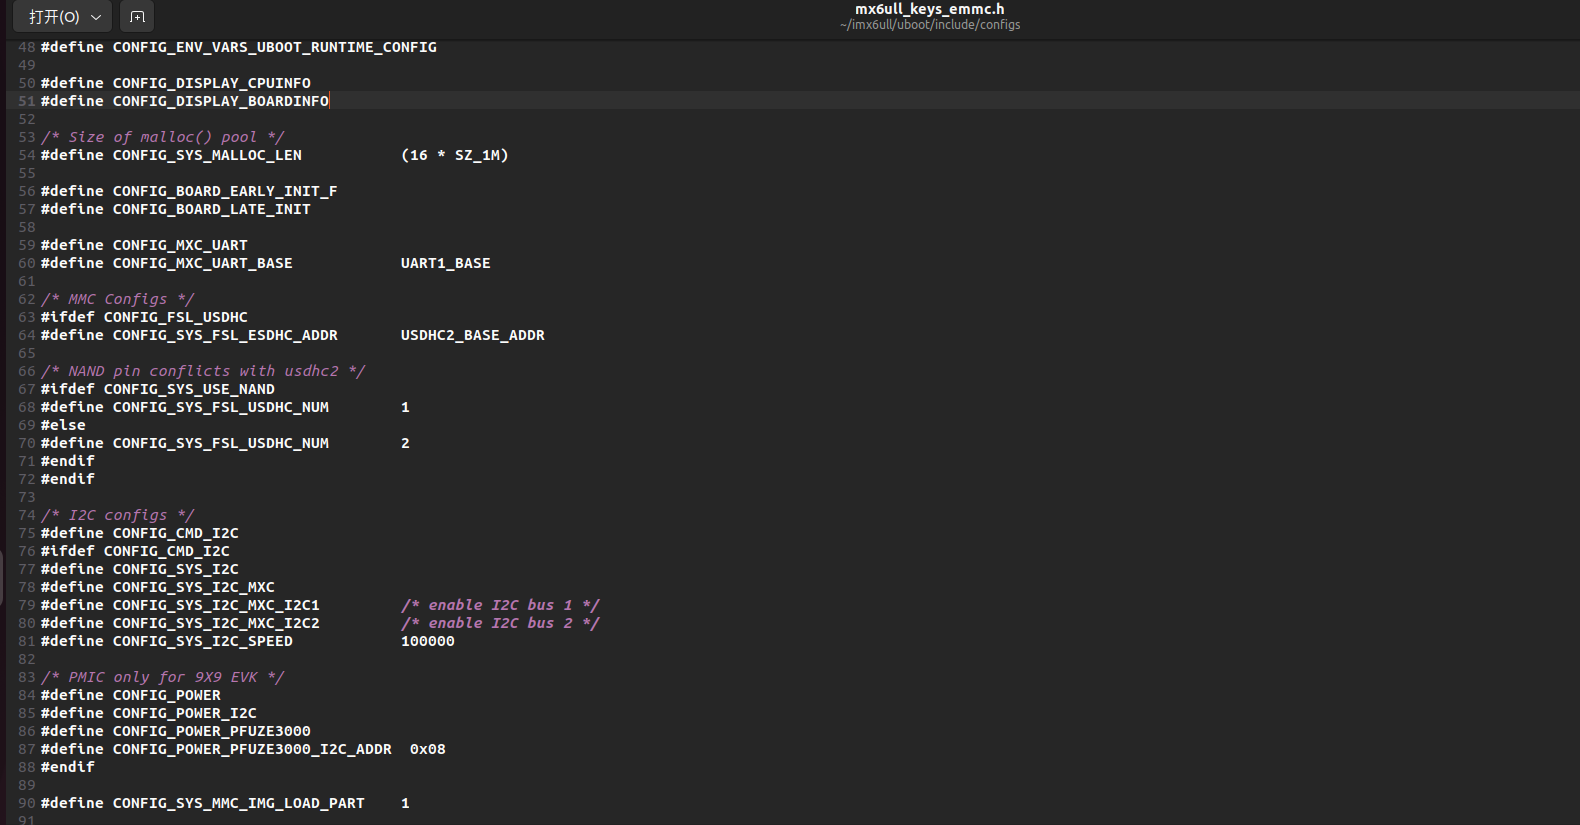 打开(O)
mx6ull_keys_emmc.h
~/imx6ull/uboot/include/configs
48 #define CONFIG_ENV_VARS_UBOOT_RUNTIME_CONFIG
49
50 #define CONFIG_DISPLAY_CPUINFO
51 #define CONFIG_DISPLAY_BOARDINFO
52
53 /* Size of malloc() pool */
54 #define CONFIG_SYS_MALLOC_LEN (16 * SZ_1M)
55
56 #define CONFIG_BOARD_EARLY_INIT_F
57 #define CONFIG_BOARD_LATE_INIT
58
59 #define CONFIG_MXC_UART
60 #define CONFIG_MXC_UART_BASE UART1_BASE
61
62 /* MMC Configs */
63 #ifdef CONFIG_FSL_USDHC
64 #define CONFIG_SYS_FSL_ESDHC_ADDR USDHC2_BASE_ADDR
65
66 /* NAND pin conflicts with usdhc2 */
67 #ifdef CONFIG_SYS_USE_NAND
68 #define CONFIG_SYS_FSL_USDHC_NUM 1
69 #else
70 #define CONFIG_SYS_FSL_USDHC_NUM 2
71 #endif
72 #endif
73
74 /* I2C configs */
75 #define CONFIG_CMD_I2C
76 #ifdef CONFIG_CMD_I2C
77 #define CONFIG_SYS_I2C
78 #define CONFIG_SYS_I2C_MXC
79 #define CONFIG_SYS_I2C_MXC_I2C1 /* enable I2C bus 1 */
80 #define CONFIG_SYS_I2C_MXC_I2C2 /* enable I2C bus 2 */
81 #define CONFIG_SYS_I2C_SPEED 100000
82
83 /* PMIC only for 9X9 EVK */
84 #define CONFIG_POWER
85 #define CONFIG_POWER_I2C
86 #define CONFIG_POWER_PFUZE3000
87 #define CONFIG_POWER_PFUZE3000_I2C_ADDR 0x08
88 #endif
89
90 #define CONFIG_SYS_MMC_IMG_LOAD_PART 1
91